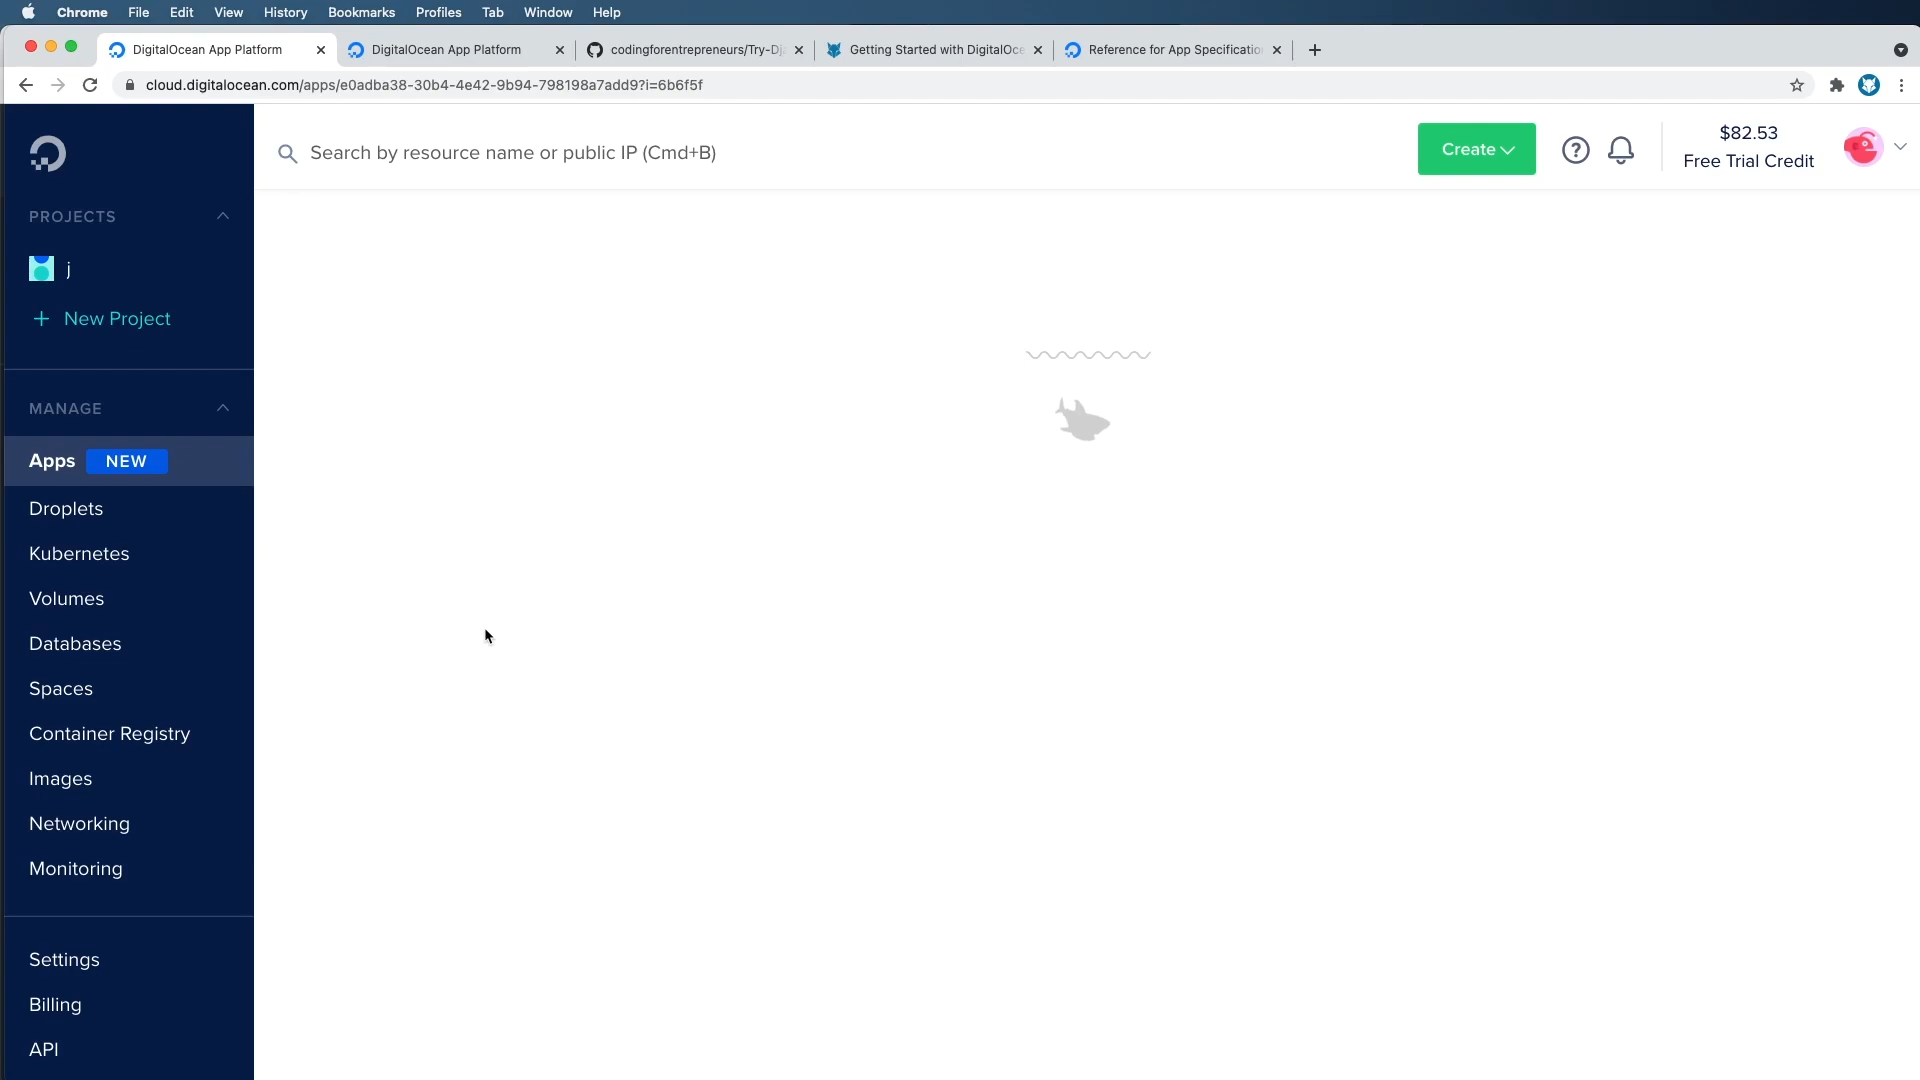 Chrome File Edit View History Bookmarks Profiles Tab Window Help
DigitalOcean App Platform
DigitalOcean App Platform
codingforentrepreneurs/Try-Dj
Getting Started with DigitalOce
Reference for App Specificatio
cloud.digitalocean.com/apps/e0adba38-30b4-4e42-9b94-798198a7add9?i=6b6f5f
Search by resource name or public IP (Cmd+B)
Create
$82.53
Free Trial Credit
PROJECTS
j
+ New Project
MANAGE
Apps NEW
Droplets
Kubernetes
Volumes
Databases
Spaces
Container Registry
Images
Networking
Monitoring
Settings
Billing
API